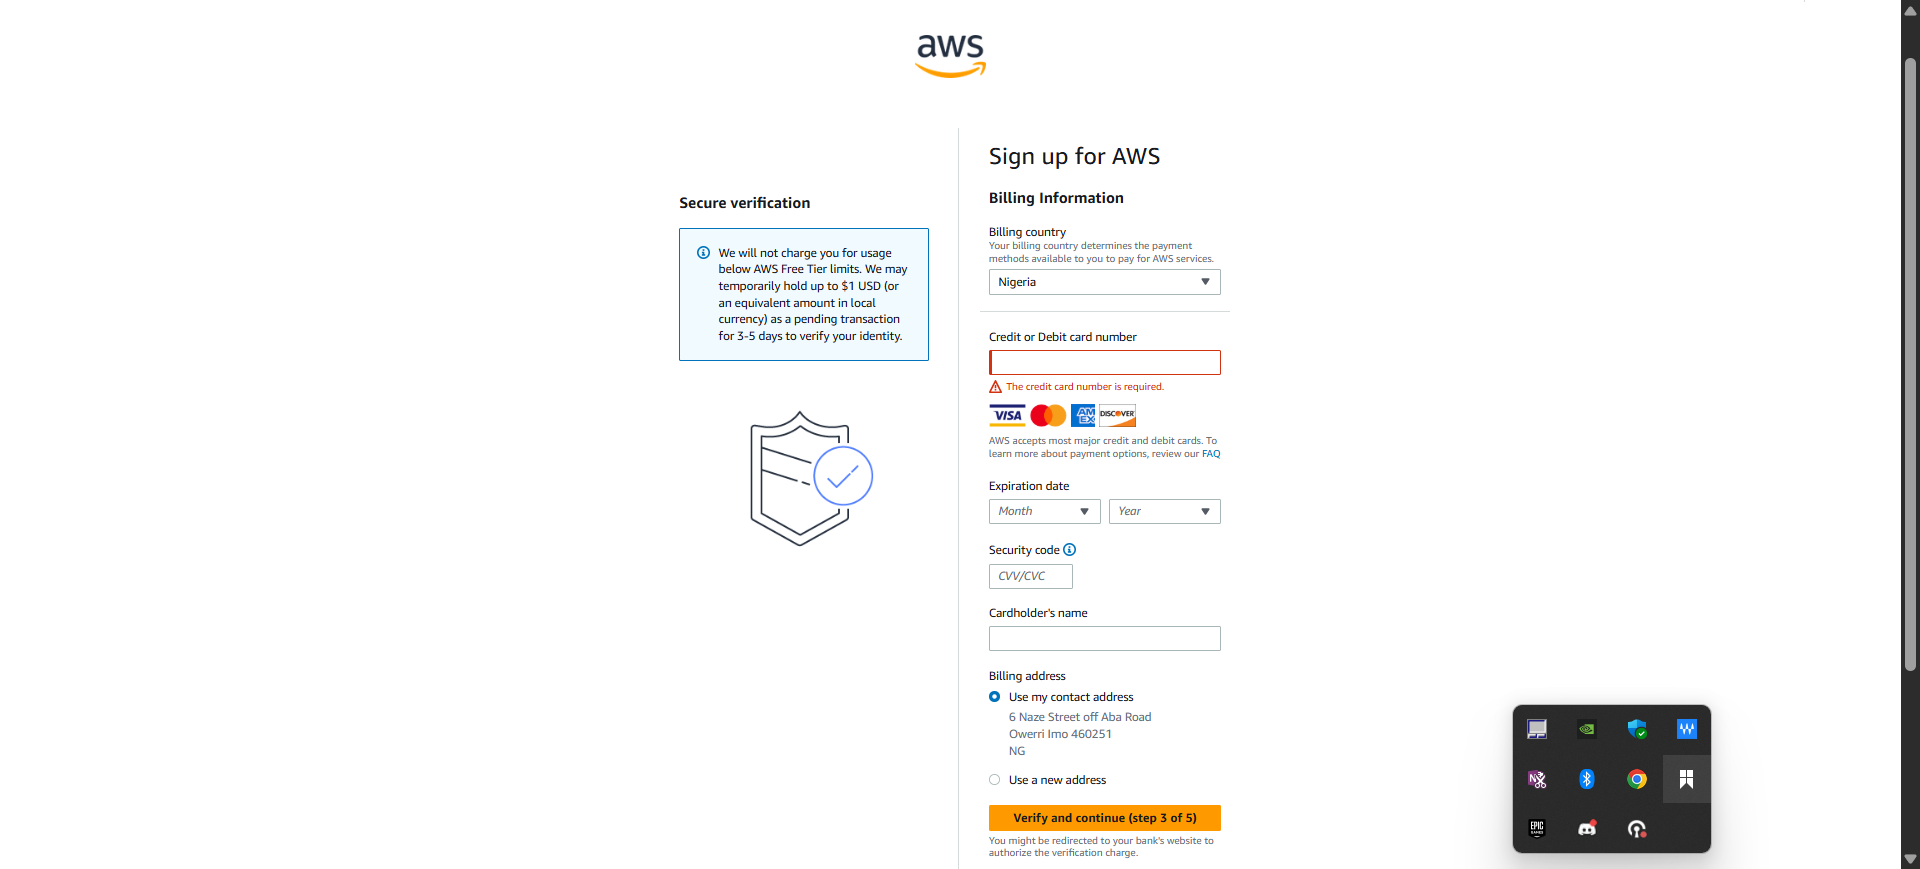 aws
Sign up for AWS
Secure verification
We will not charge you for usage
below AWS Free Tier limits. We may
temporarily hold up to $1 USD (or
an equivalent amount in local
currency) as a pending transaction
for 3-5 days to verify your identity.
Billing Information
Billing country
Your billing country determines the payment
methods available to you to pay for AWS services.
Nigeria
Credit or Debit card number
The credit card number is required.
VISA
AM
EX
DISCOVER
AWS accepts most major credit and debit cards. To
learn more about payment options, review our FAQ
Expiration date
Month
Year
Security code
CVV/CVC
Cardholder's name
Billing address
Use my contact address
6 Naze Street off Aba Road
Owerri Imo 460251
NG
Use a new address
Verify and continue (step 3 of 5)
You might be redirected to your bank's website to
authorize the verification charge.
N
W
EPIC
GAMES